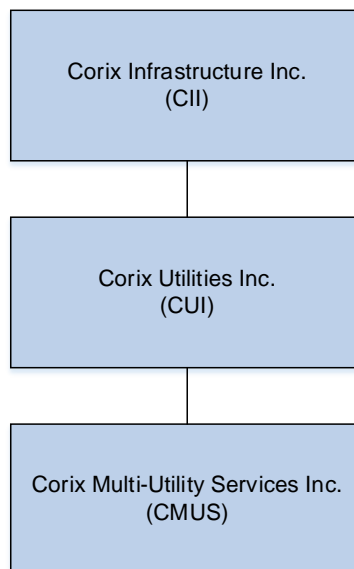 Corix Infrastructure Inc.
(CII)
Corix Utilities Inc.
(CUI)
Corix Multi-Utility Services Inc.
(CMUS)